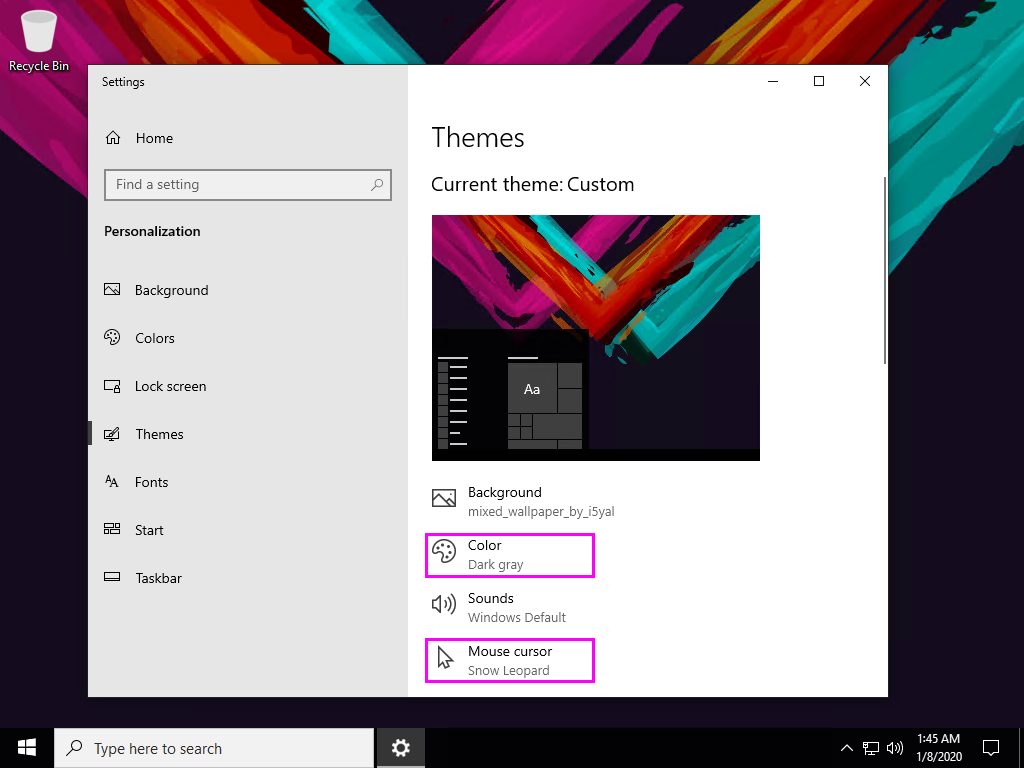 Recycle Bin
Settings
Home
Find a setting
Personalization
Background
Colors
Lock screen
Themes
Fonts
Start
Taskbar
Themes
Current theme: Custom
Aa
Background
mixed_wallpaper_by_i5yal
Color
Dark gray
Sounds
Windows Default
Mouse cursor
Snow Leopard
Type here to search
1:45 AM
1/8/2020